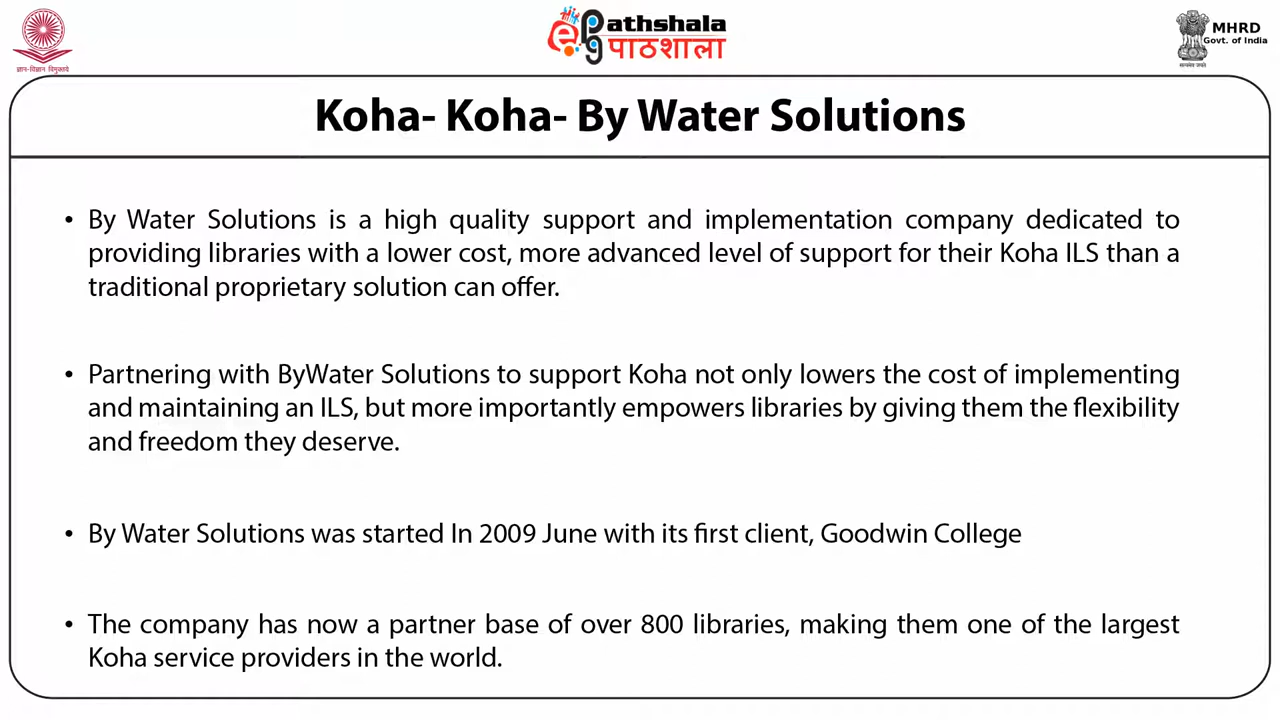 ज्ञान-विज्ञान विमुक्तये
ePathshala
पाठशाला
MHRD
Govt. of India
सत्यमेव जयते
Koha- Koha- By Water Solutions
• By Water Solutions is a high quality support and implementation company dedicated to
providing libraries with a lower cost, more advanced level of support for their Koha ILS than a
traditional proprietary solution can offer.
• Partnering with ByWater Solutions to support Koha not only lowers the cost of implementing
and maintaining an ILS, but more importantly empowers libraries by giving them the flexibility
and freedom they deserve.
• By Water Solutions was started In 2009 June with its first client, Goodwin College
• The company has now a partner base of over 800 libraries, making them one of the largest
Koha service providers in the world.